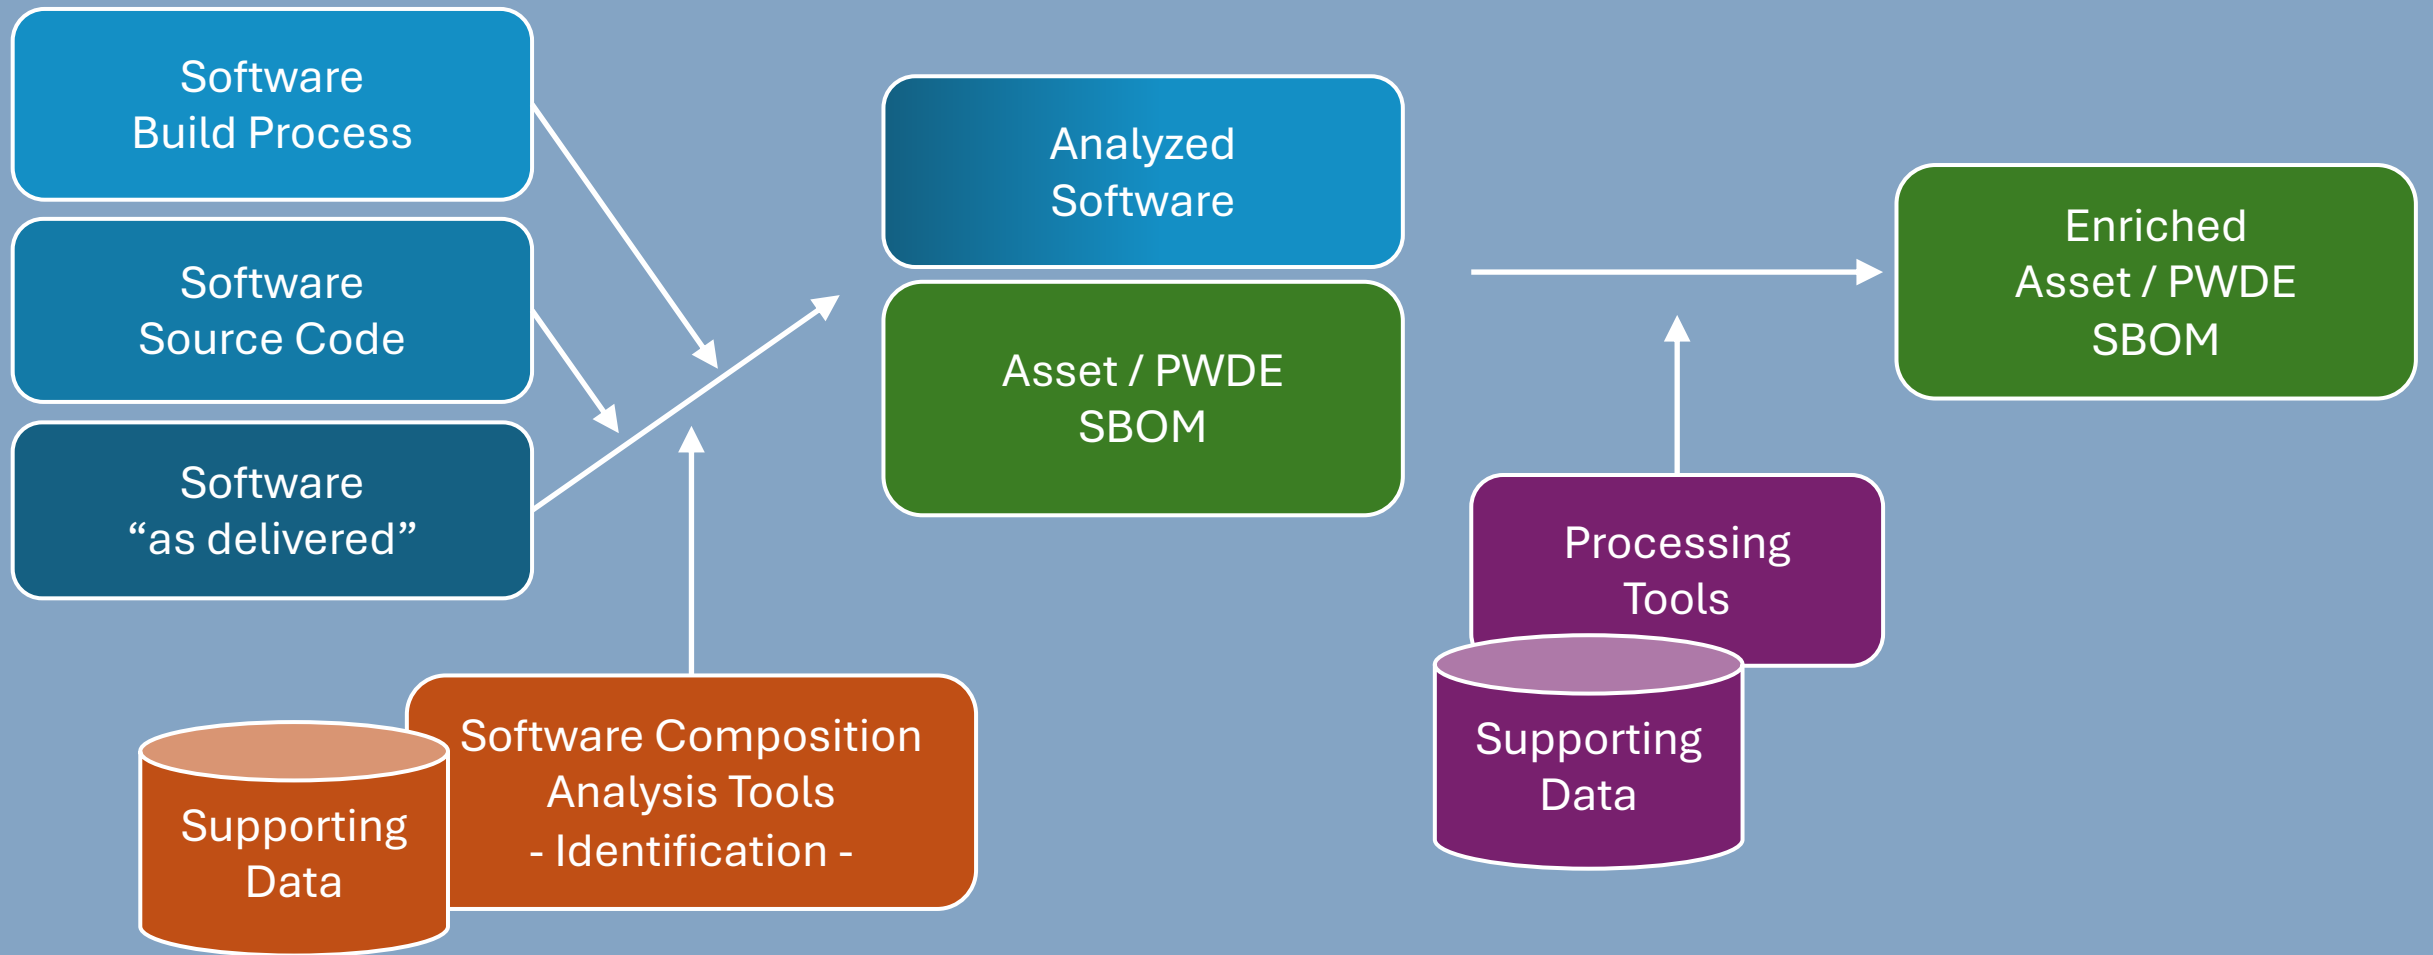 Software
Build Process
Software
Source Code
Software
“as delivered”
Analyzed
Software
Asset / PWDE
SBOM
Enriched
Asset / PWDE
SBOM
Processing
Tools
Supporting
Data
Software Composition
Analysis Tools
- Identification -
Supporting
Data